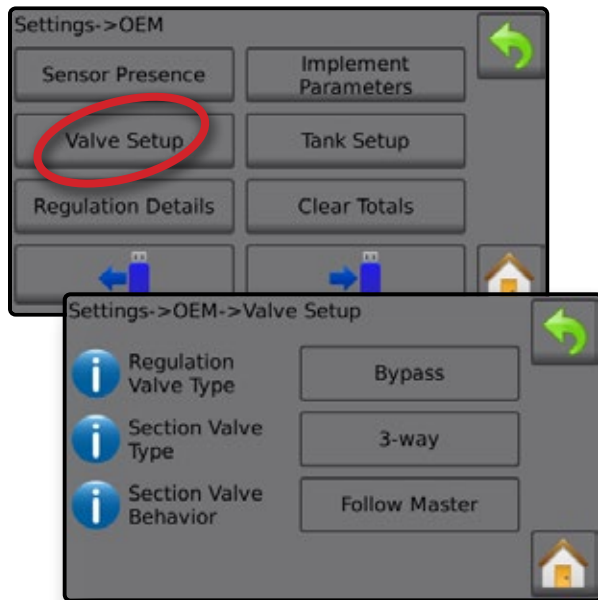 Settings->OEM
Sensor Presence
Implement
Parameters
Valve Setup
Tank Setup
Regulation Details
Clear Totals
Settings->OEM->Valve Setup
Regulation
Valve Type
Bypass
Section Valve
Type
3-way
Section Valve
Behavior
Follow Master